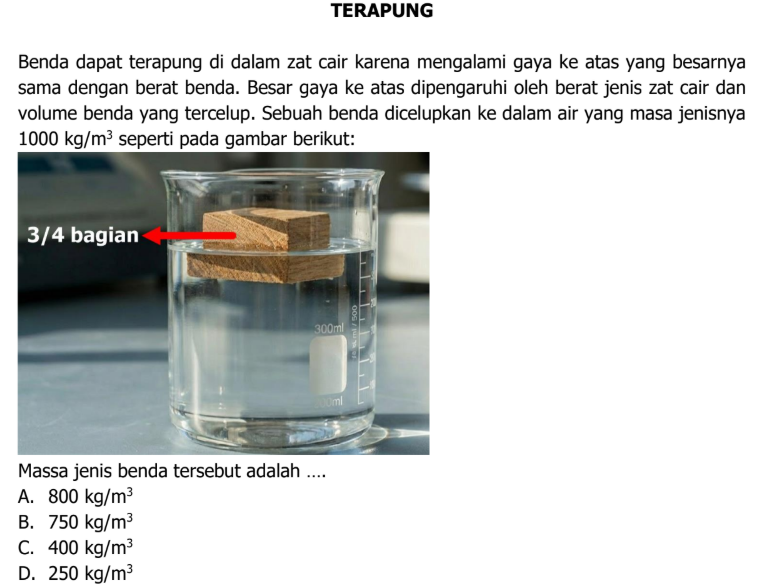 TERAPUNG
Benda dapat terapung di dalam zat cair karena mengalami gaya ke atas yang besarnya
sama dengan berat benda. Besar gaya ke atas dipengaruhi oleh berat jenis zat cair dan
volume benda yang tercelup. Sebuah benda dicelupkan ke dalam air yang masa jenisnya
1000 kg/m³ seperti pada gambar berikut:
3/4 bagian
300ml
Massa jenis benda tersebut adalah ....
A. 800 kg/m³
B. 750 kg/m³
C. 400 kg/m³
D. 250 kg/m³